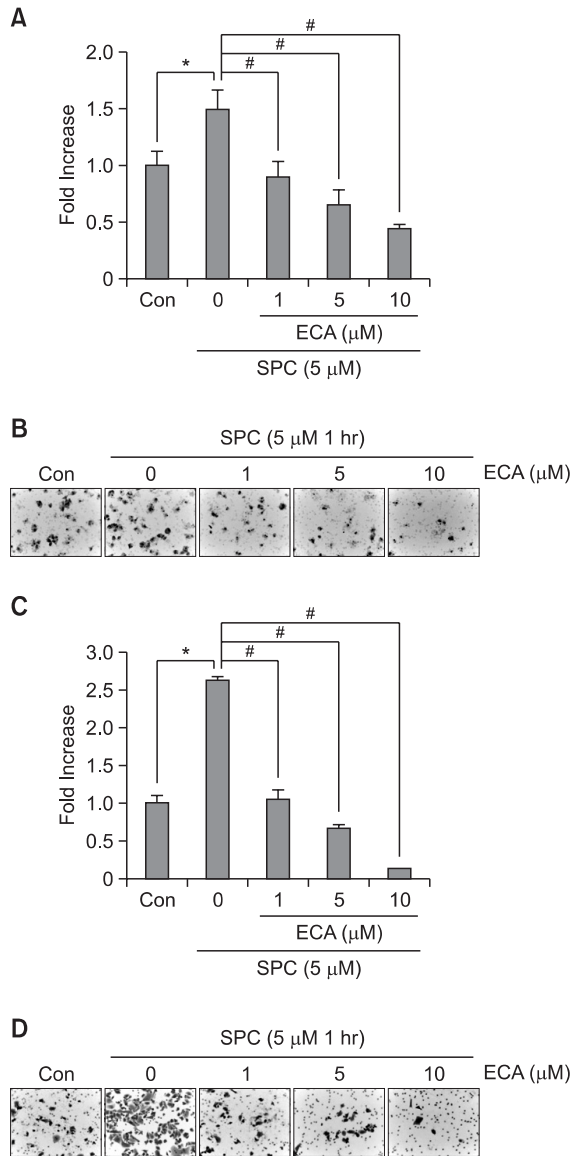 A
# 
#
* #
2.0
1.5
1.0
0.5
0
Fold Increase
Con 0 1 5 10
ECA (μM)
SPC (5 μM)
B
SPC (5 μM 1 hr)
Con 0 1 5 10 ECA (μM)
C
#
#
* #
3.0
2.5
2.0
1.5
1.0
0.5
0
Fold Increase
Con 0 1 5 10
ECA (μM)
SPC (5 μM)
D
SPC (5 μM 1 hr)
Con 0 1 5 10 ECA (μM)